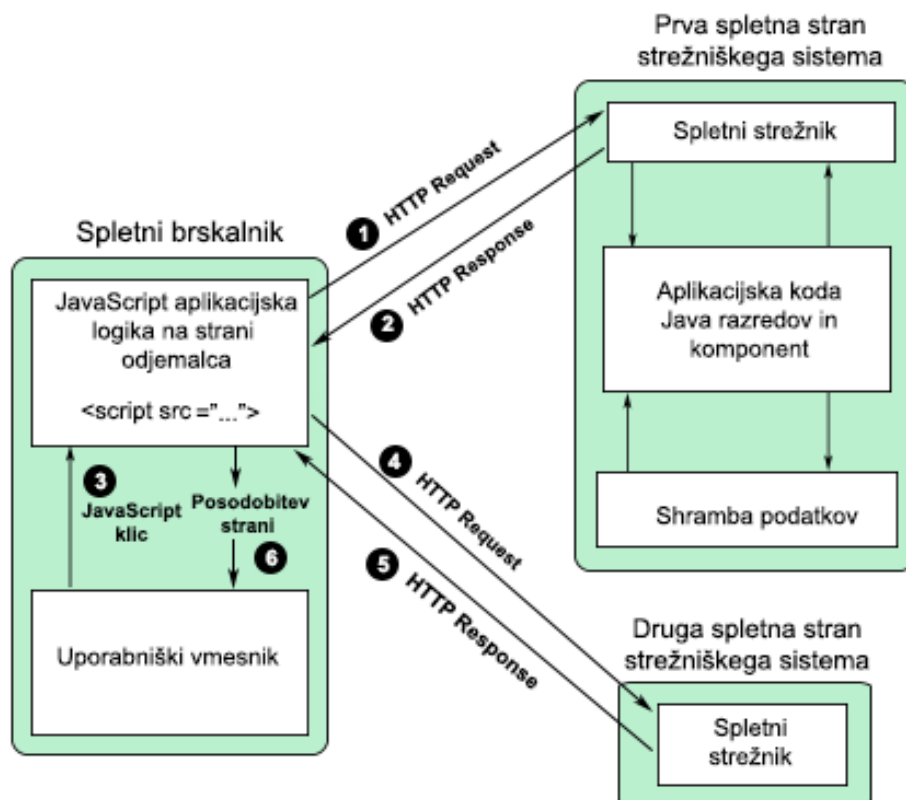 Prva spletna stran
strežniškega sistema
Spletni strežnik
Aplikacijska koda
Java razredov in
komponent
Shramba podatkov
1 HTTP Request
2 HTTP Response
Spletni brskalnik
JavaScript aplikacijska
logika na strani
odjemalca
<script src ="...">
3
JavaScript
klic
Posodobitev
strani
6
Uporabniški vmesnik
4 HTTP Request
5 HTTP Response
Druga spletna stran
strežniškega sistema
Spletni
strežnik